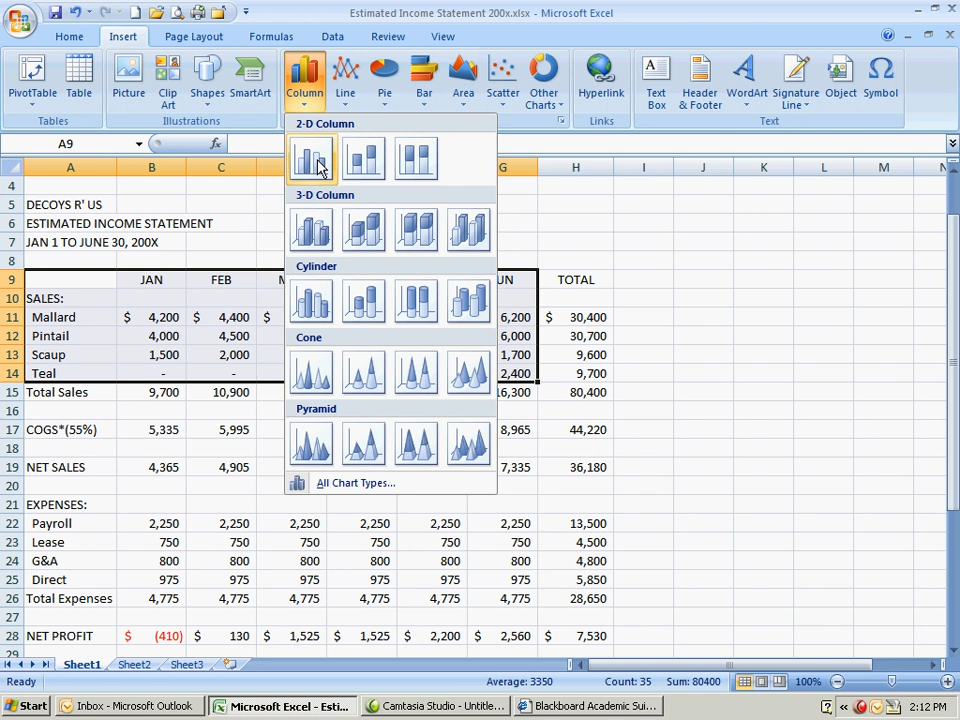 Estimated Income Statement 200x.xlsx - Microsoft Excel
Home Insert Page Layout Formulas Data Review View
PivotTable Table Picture Clip Art Shapes SmartArt Column Line Pie Bar Area Scatter Other Charts Hyperlink Text Box Header & Footer WordArt Signature Line Object Symbol
Tables Illustrations Links Text
A9 fx
2-D Column
3-D Column
Cylinder
Cone
Pyramid
All Chart Types...
A B C G H I J K L M N
4
5 DECOYS R' US
6 ESTIMATED INCOME STATEMENT
7 JAN 1 TO JUNE 30, 200X
8
9 JAN FEB M UN TOTAL
10 SALES:
11 Mallard $ 4,200 $ 4,400 $ 6,200 $ 30,400
12 Pintail 4,000 4,500 6,000 30,700
13 Scaup 1,500 2,000 1,700 9,600
14 Teal - - 2,400 9,700
15 Total Sales 9,700 10,900 16,300 80,400
16
17 COGS*(55%) 5,335 5,995 8,965 44,220
18
19 NET SALES 4,365 4,905 7,335 36,180
20
21 EXPENSES:
22 Payroll 2,250 2,250 2,250 2,250 2,250 2,250 13,500
23 Lease 750 750 750 750 750 750 4,500
24 G&A 800 800 800 800 800 800 4,800
25 Direct 975 975 975 975 975 975 5,850
26 Total Expenses 4,775 4,775 4,775 4,775 4,775 4,775 28,650
27
28 NET PROFIT $ (410) $ 130 $ 1,525 $ 1,525 $ 2,200 $ 2,560 $ 7,530
29
Sheet1 Sheet2 Sheet3
Ready Average: 3350 Count: 35 Sum: 80400 100%
Start Inbox - Microsoft Outlook Microsoft Excel - Esti... Camtasia Studio - Untitle... Blackboard Academic Sui... 2:12 PM